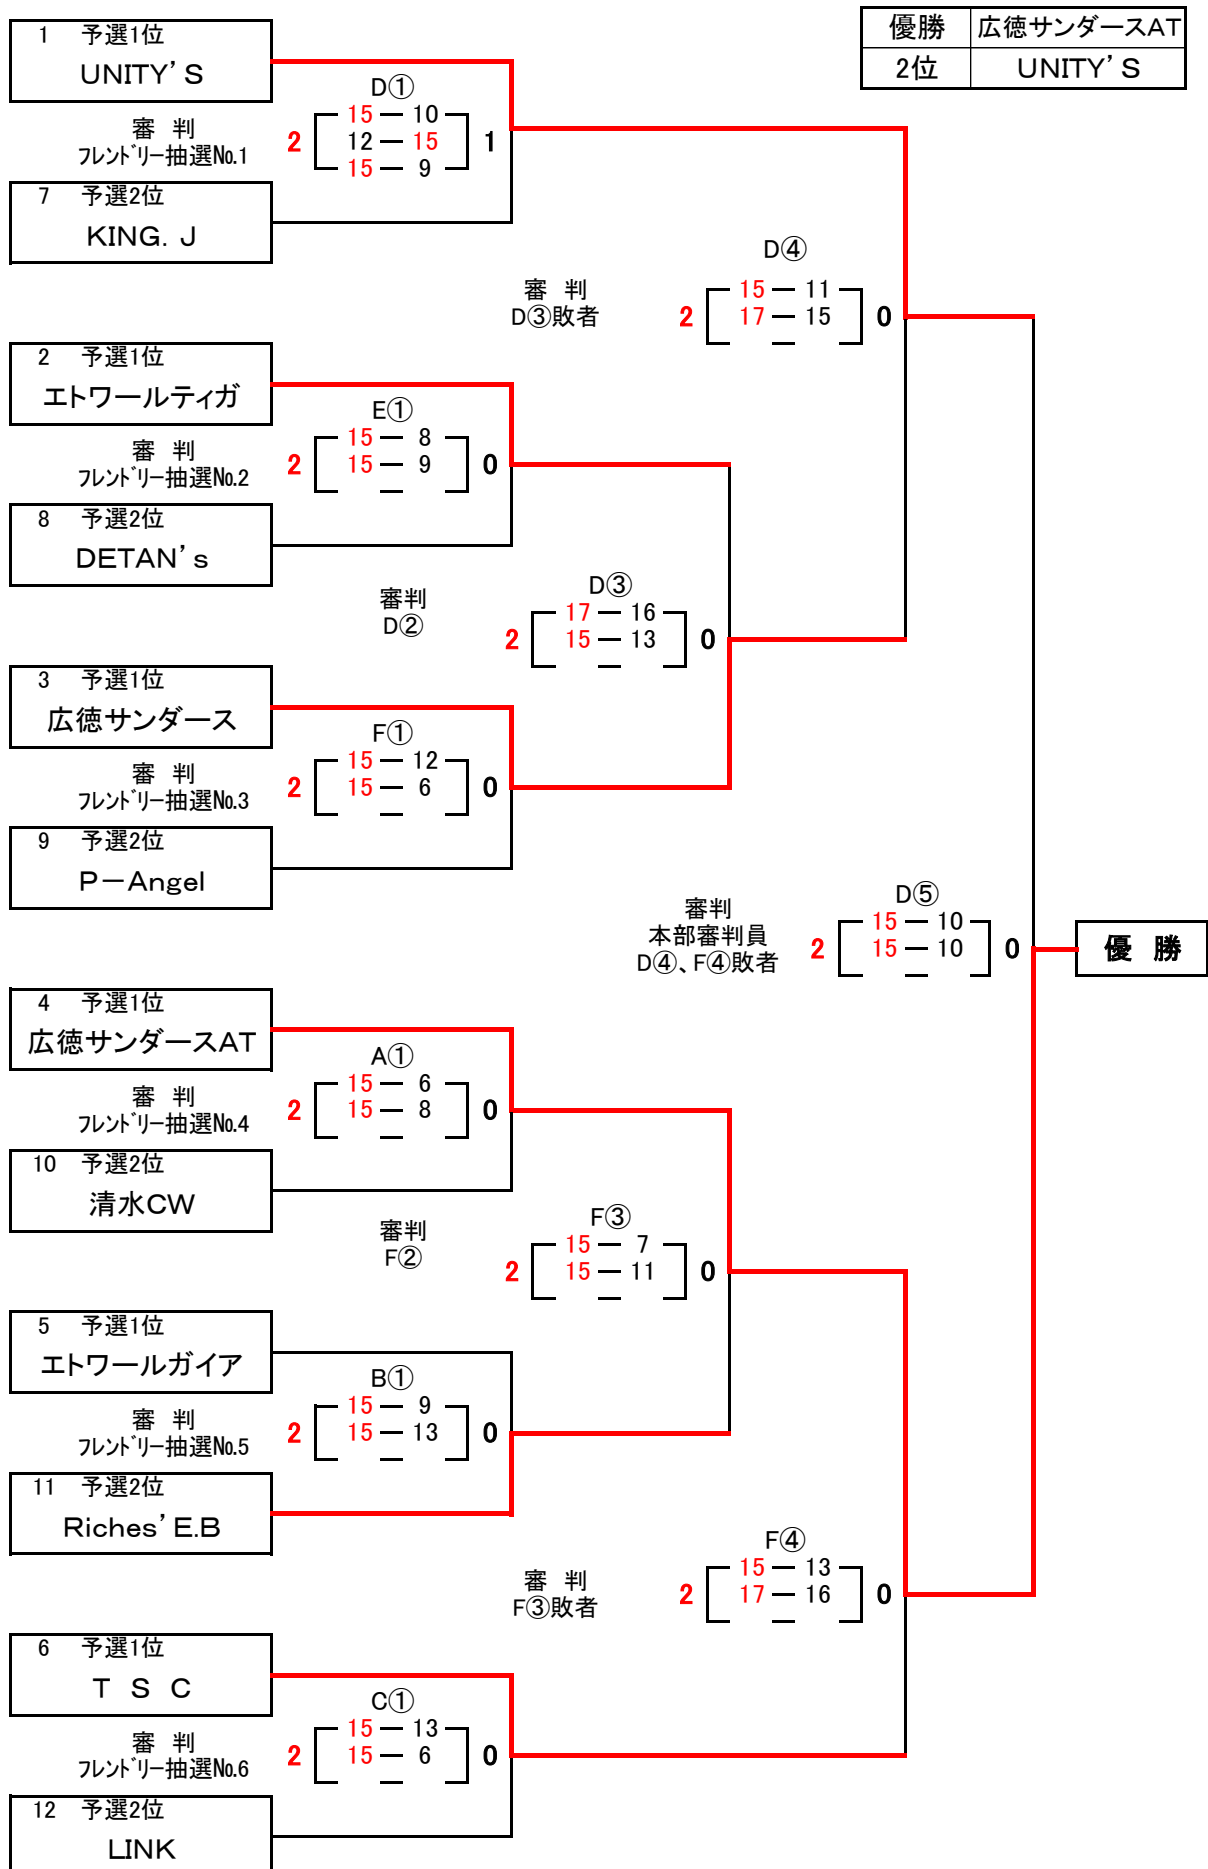 優勝 広徳サンダースAT
2位 UNITY’S
1 予選1位
UNITY’S
D①
審 判
フレンドリー抽選No.1
2 15 — 10 1
12 — 15
15 — 9
7 予選2位
KING. J
D④
審 判
D③敗者
2 15 — 11 0
17 — 15
—
2 予選1位
エトワールティガ
E①
審 判
フレンドリー抽選No.2
2 15 — 8 0
15 — 9
—
8 予選2位
DETAN’s
D③
審判
D②
2 17 — 16 0
15 — 13
—
3 予選1位
広徳サンダース
F①
審 判
フレンドリー抽選No.3
2 15 — 12 0
15 — 6
—
9 予選2位
P－Angel
D⑤
審判
本部審判員
D④、F④敗者
2 15 — 10 0
15 — 10
—
優 勝
4 予選1位
広徳サンダースAT
A①
審 判
フレンドリー抽選No.4
2 15 — 6 0
15 — 8
—
10 予選2位
清水CW
F③
審判
F②
2 15 — 7 0
15 — 11
—
5 予選1位
エトワールガイア
B①
審 判
フレンドリー抽選No.5
2 15 — 9 0
15 — 13
—
11 予選2位
Riches’E.B
F④
審 判
F③敗者
2 15 — 13 0
17 — 16
—
6 予選1位
T S C
C①
審 判
フレンドリー抽選No.6
2 15 — 13 0
15 — 6
—
12 予選2位
LINK